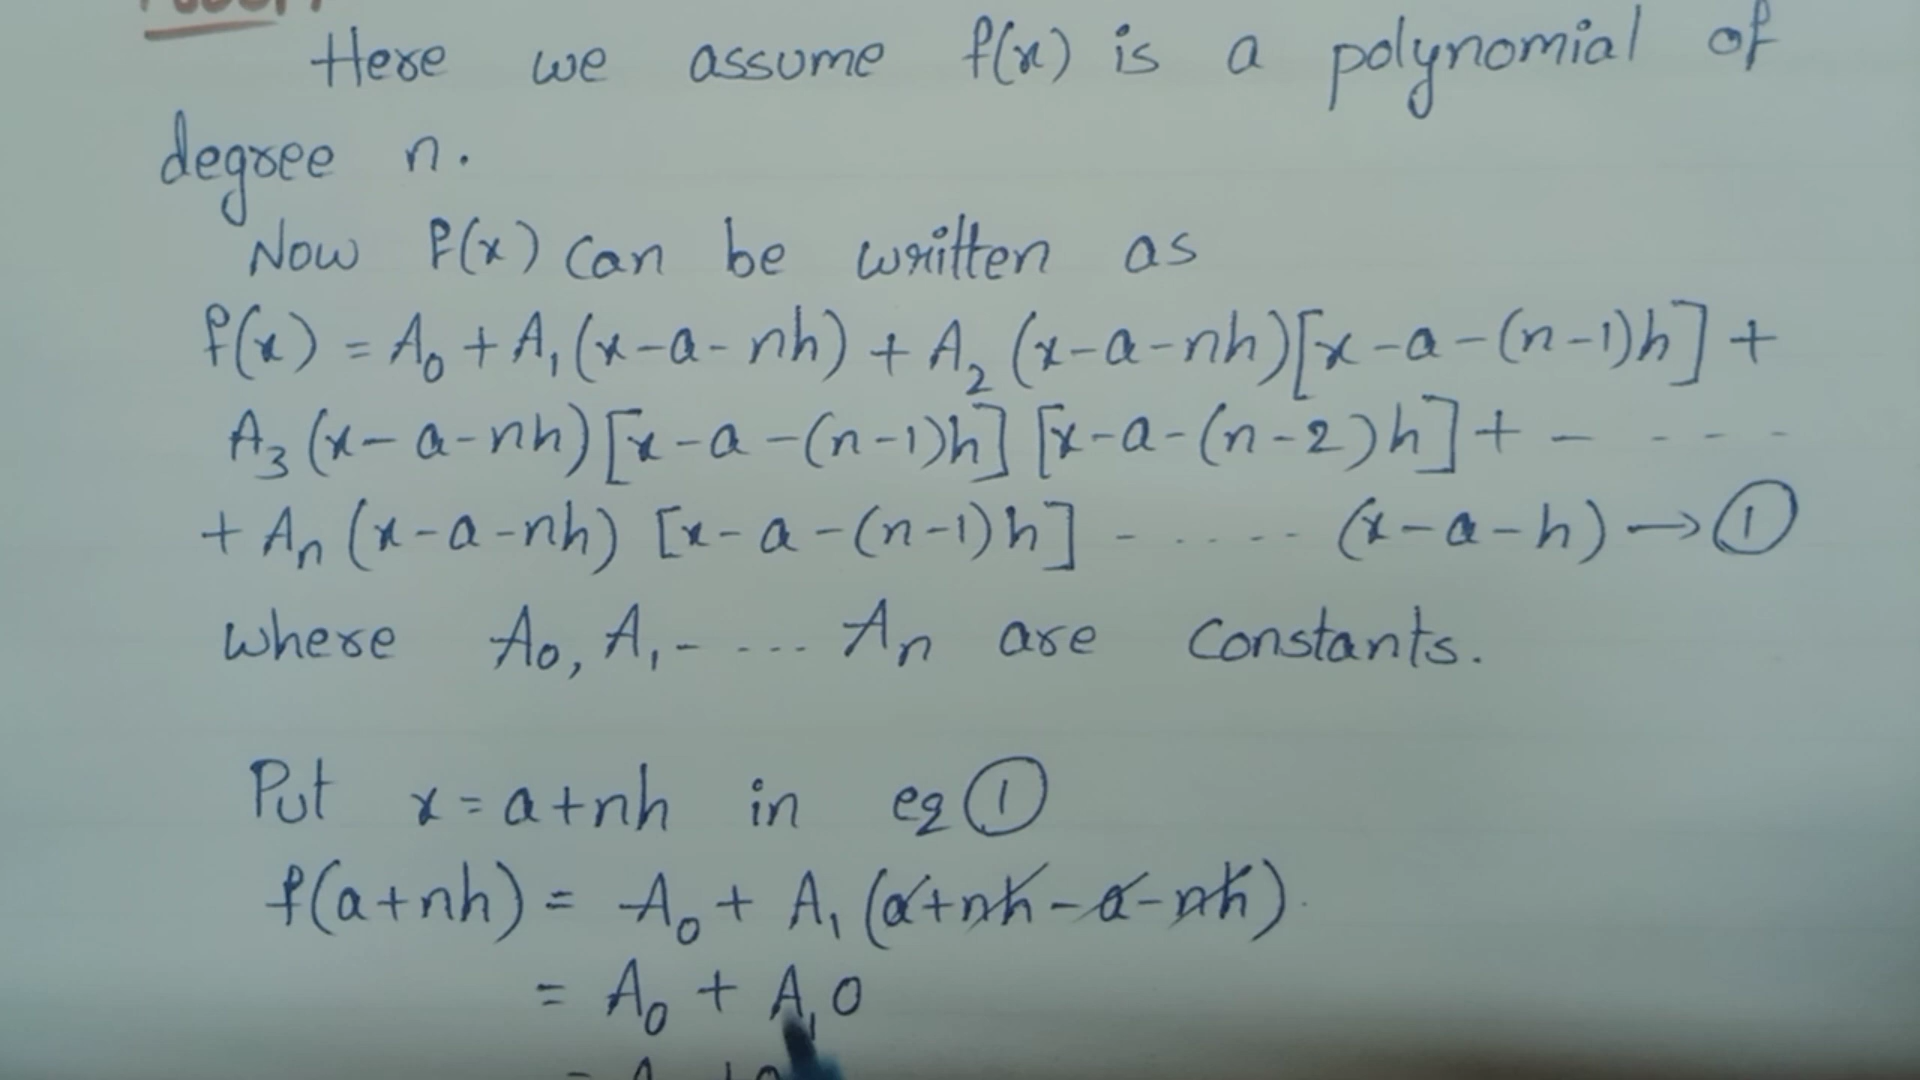 Here we assume f(x) is a polynomial of
degree n.
Now f(x) can be written as
f(x) = A₀ + A₁(x-a-nh) + A₂(x-a-nh)[x-a-(n-1)h] +
A₃(x-a-nh)[x-a-(n-1)h][x-a-(n-2)h] + - - - -
+ Aₙ(x-a-nh) [x-a-(n-1)h] - ..... (x-a-h) → ①
where A₀, A₁ - .... Aₙ are constants.
Put x = a+nh in eq ①
f(a+nh) = A₀ + A₁ (a+nh-a-nh).
= A₀ + A₁0